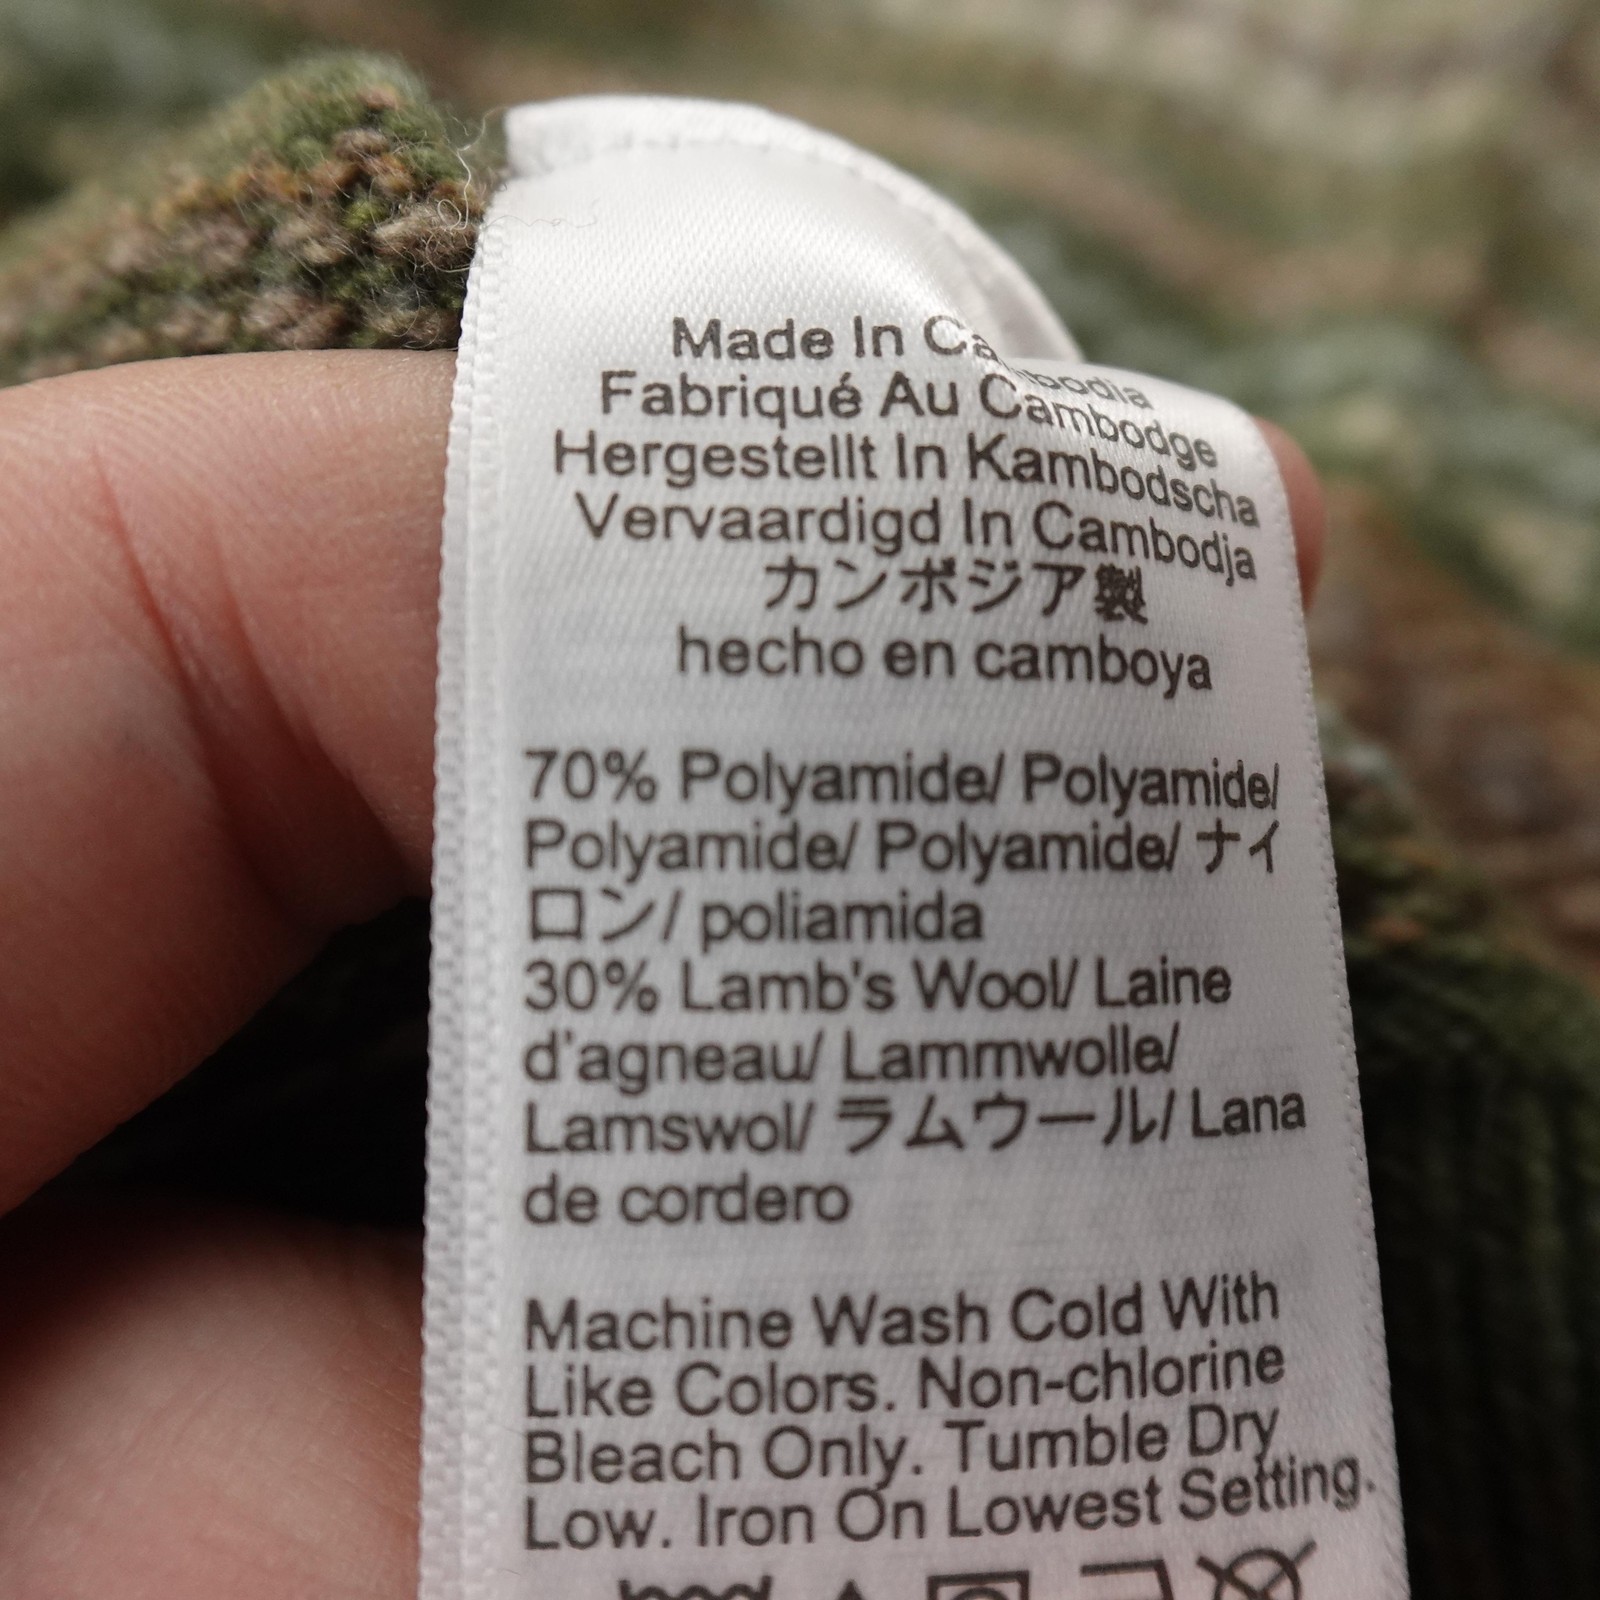 Made In Cambodia
Fabriqué Au Cambodge
Hergestellt In Kambodscha
Vervaardigd In Cambodja
カンボジア製
hecho en camboya
70% Polyamide/ Polyamide/
Polyamide/ Polyamide/ ナイ
ロン/ poliamida
30% Lamb's Wool/ Laine
d'agneau/ Lammwolle/
Lamswol/ ラムウール/ Lana
de cordero
Machine Wash Cold With
Like Colors. Non-chlorine
Bleach Only. Tumble Dry
Low. Iron On Lowest Setting.